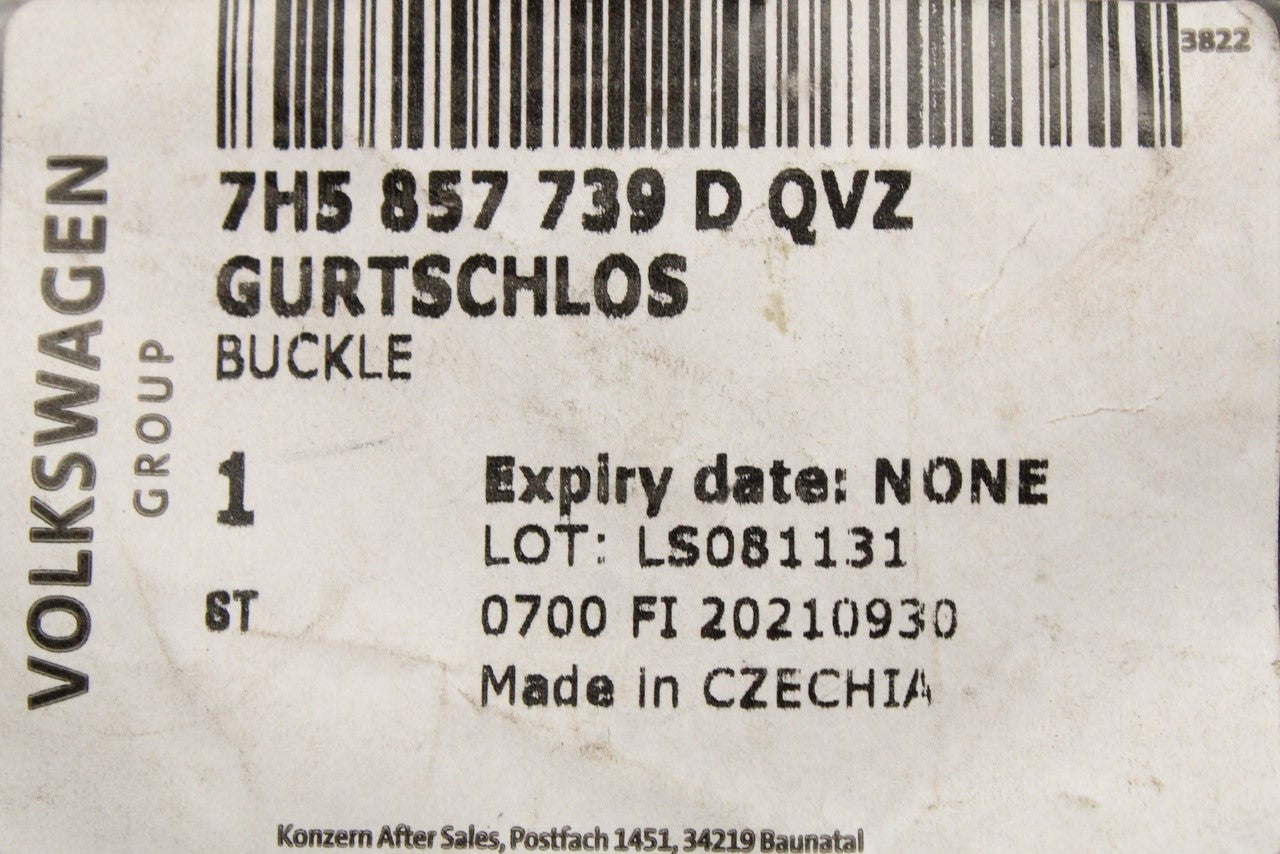 3822
7H5 857 739 D QVZ
GURTSCHLOS
BUCKLE
VOLKSWAGEN
GROUP
1
Expiry date: NONE
LOT: LS081131
ST
0700 FI 20210930
Made in CZECHIA
Konzern After Sales, Postfach 1451, 34219 Baunatal